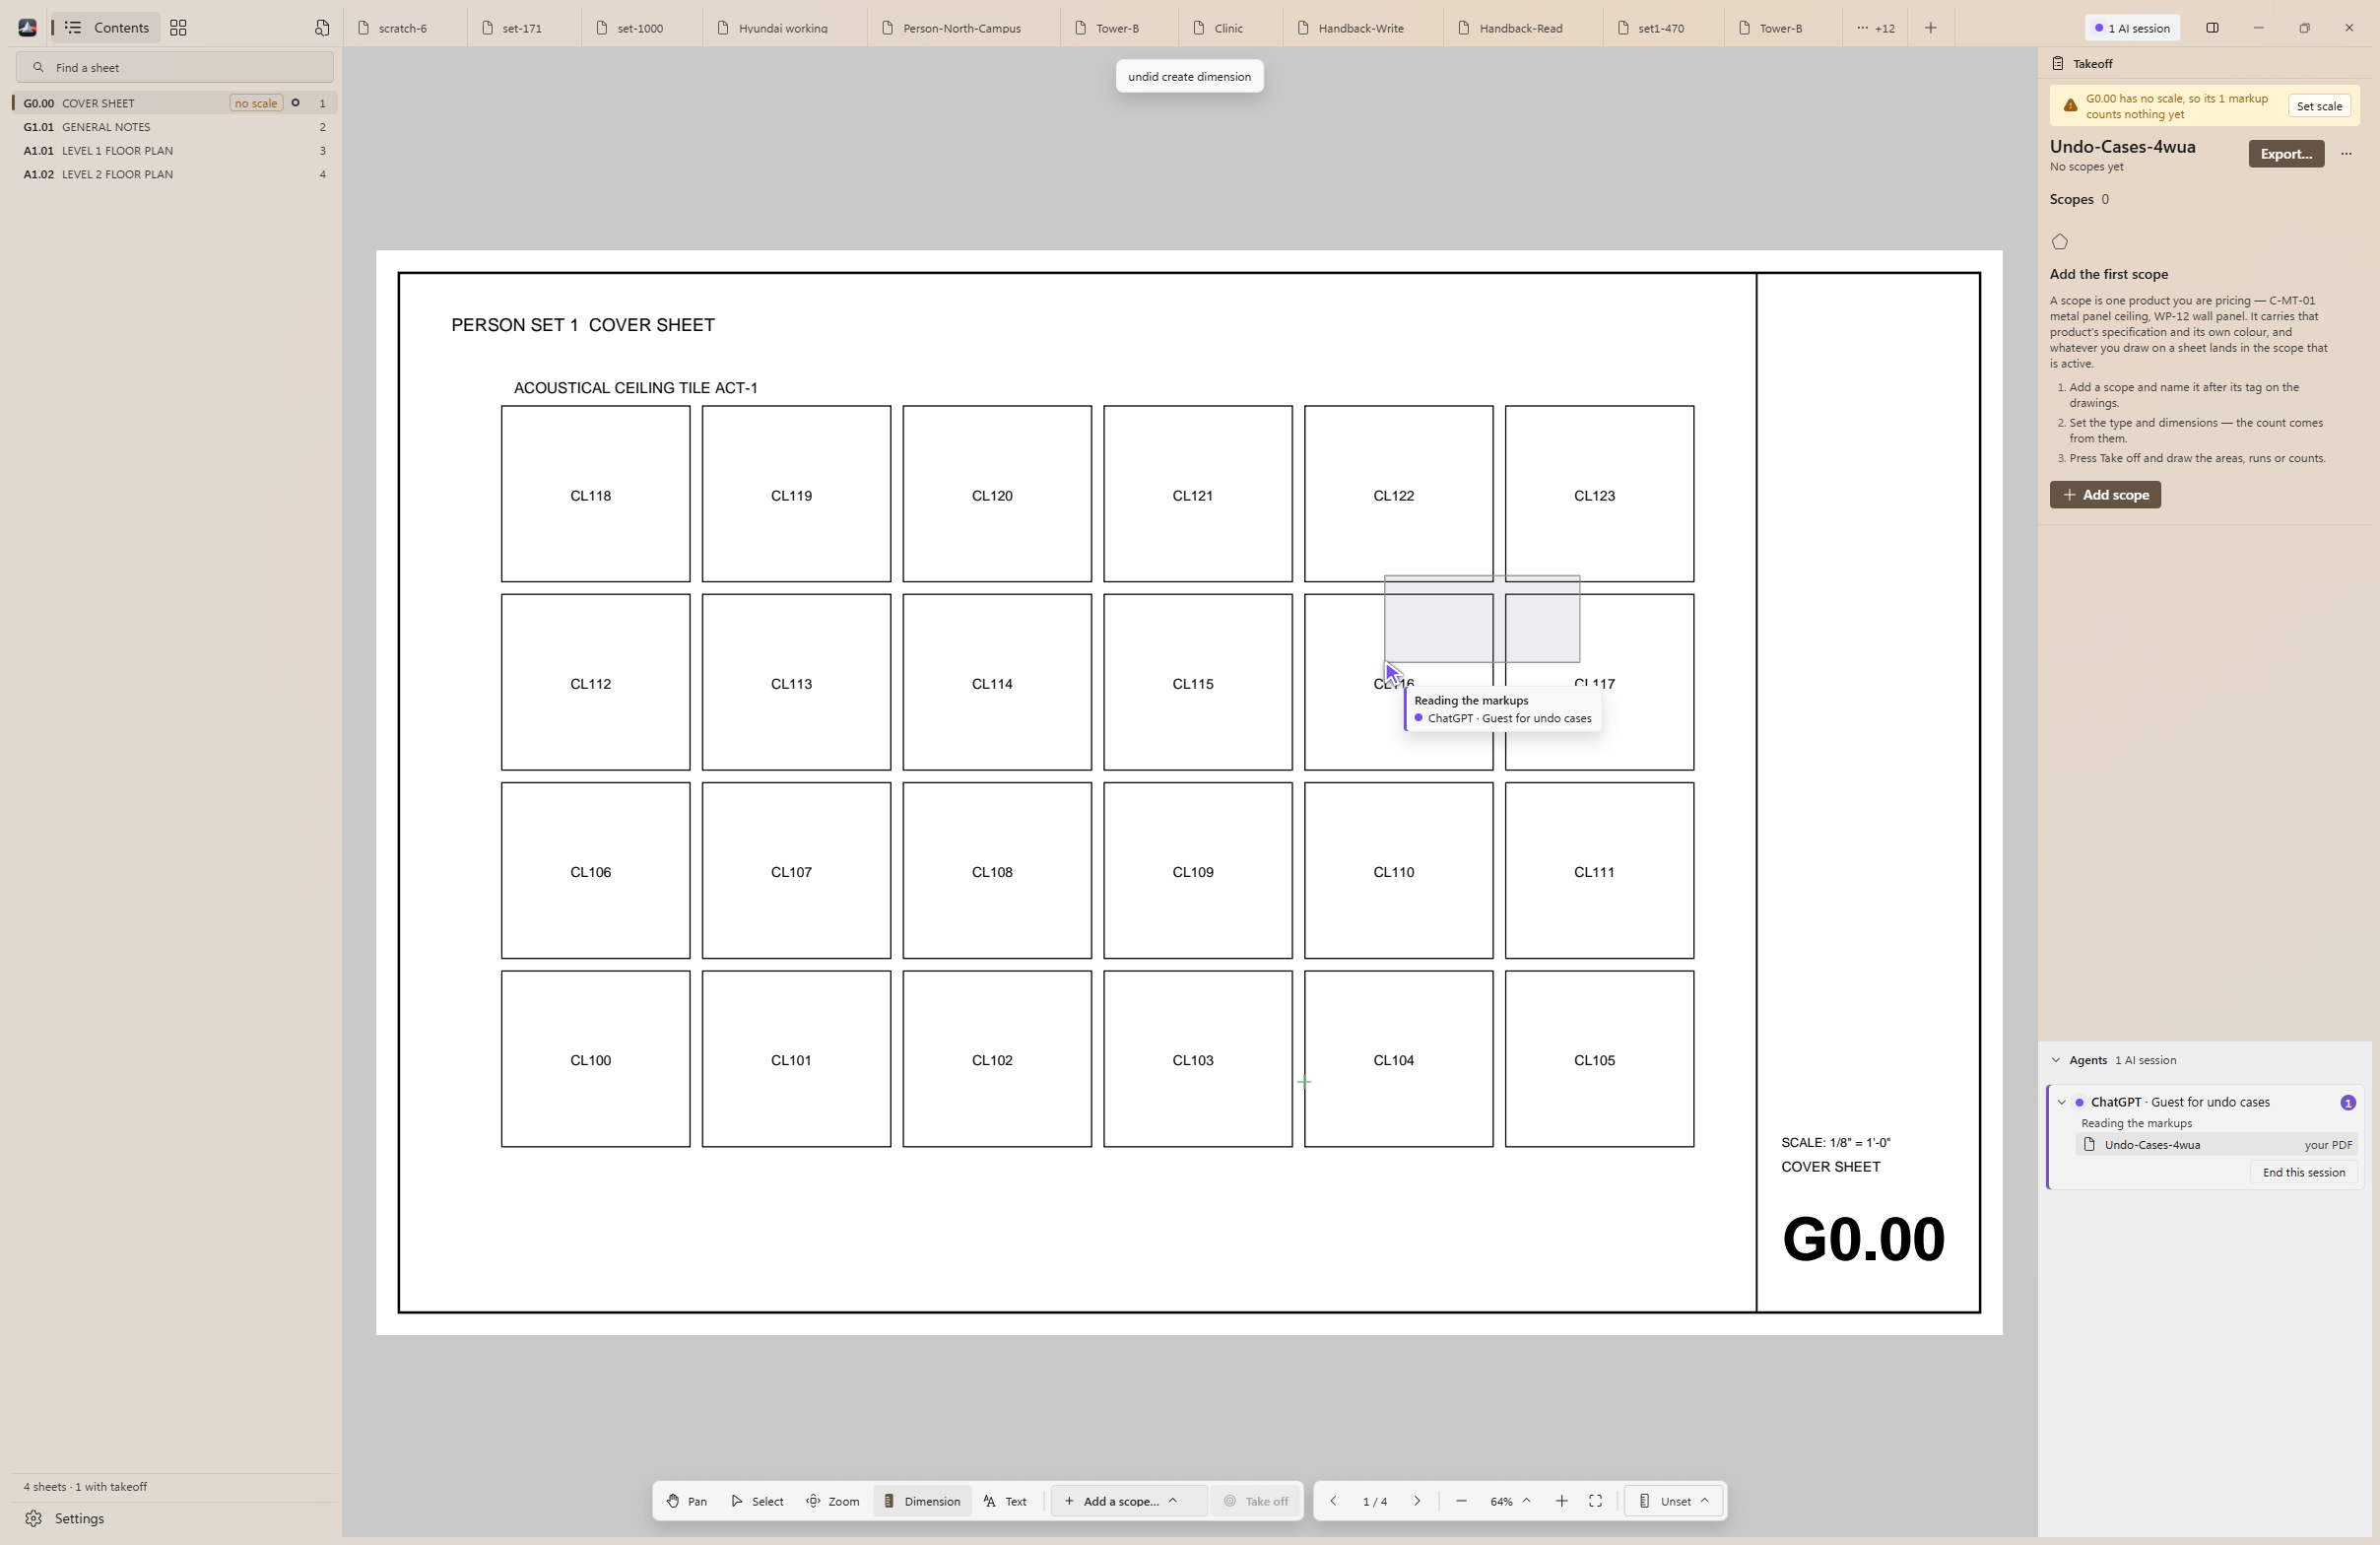 Contents
scratch-6
set-171
set-1000
Hyundai working
Person-North-Campus
Tower-B
Clinic
Handback-Write
Handback-Read
set1-470
Tower-B
+12
1 AI session
Find a sheet
G0.00 COVER SHEET no scale 1
G1.01 GENERAL NOTES 2
A1.01 LEVEL 1 FLOOR PLAN 3
A1.02 LEVEL 2 FLOOR PLAN 4
4 sheets · 1 with takeoff
Settings
undid create dimension
PERSON SET 1 COVER SHEET
ACOUSTICAL CEILING TILE ACT-1
CL118 CL119 CL120 CL121 CL122 CL123
CL112 CL113 CL114 CL115 CL117
Reading the markups
ChatGPT · Guest for undo cases
CL106 CL107 CL108 CL109 CL110 CL111
CL100 CL101 CL102 CL103 CL104 CL105
SCALE: 1/8" = 1'-0"
COVER SHEET
G0.00
Pan
Select
Zoom
Dimension
Text
Add a scope...
Take off
1 / 4
64%
Unset
Takeoff
G0.00 has no scale, so its 1 markup
counts nothing yet
Set scale
Undo-Cases-4wua
Export...
No scopes yet
Scopes 0
Add the first scope
A scope is one product you are pricing — C-MT-01
metal panel ceiling, WP-12 wall panel. It carries that
product's specification and its own colour, and
whatever you draw on a sheet lands in the scope that
is active.
1. Add a scope and name it after its tag on the
drawings.
2. Set the type and dimensions — the count comes
from them.
3. Press Take off and draw the areas, runs or counts.
Add scope
Agents 1 AI session
ChatGPT · Guest for undo cases 1
Reading the markups
Undo-Cases-4wua your PDF
End this session